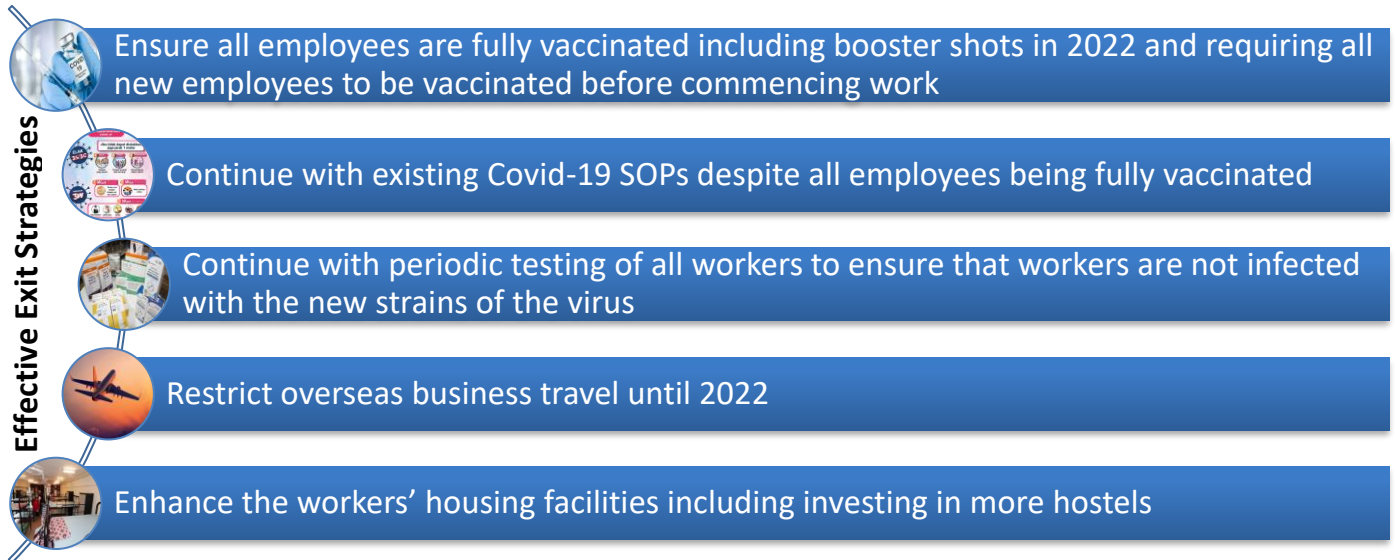 Effective Exit Strategies
Ensure all employees are fully vaccinated including booster shots in 2022 and requiring all
new employees to be vaccinated before commencing work
Continue with existing Covid-19 SOPs despite all employees being fully vaccinated
Continue with periodic testing of all workers to ensure that workers are not infected
with the new strains of the virus
Restrict overseas business travel until 2022
Enhance the workers’ housing facilities including investing in more hostels